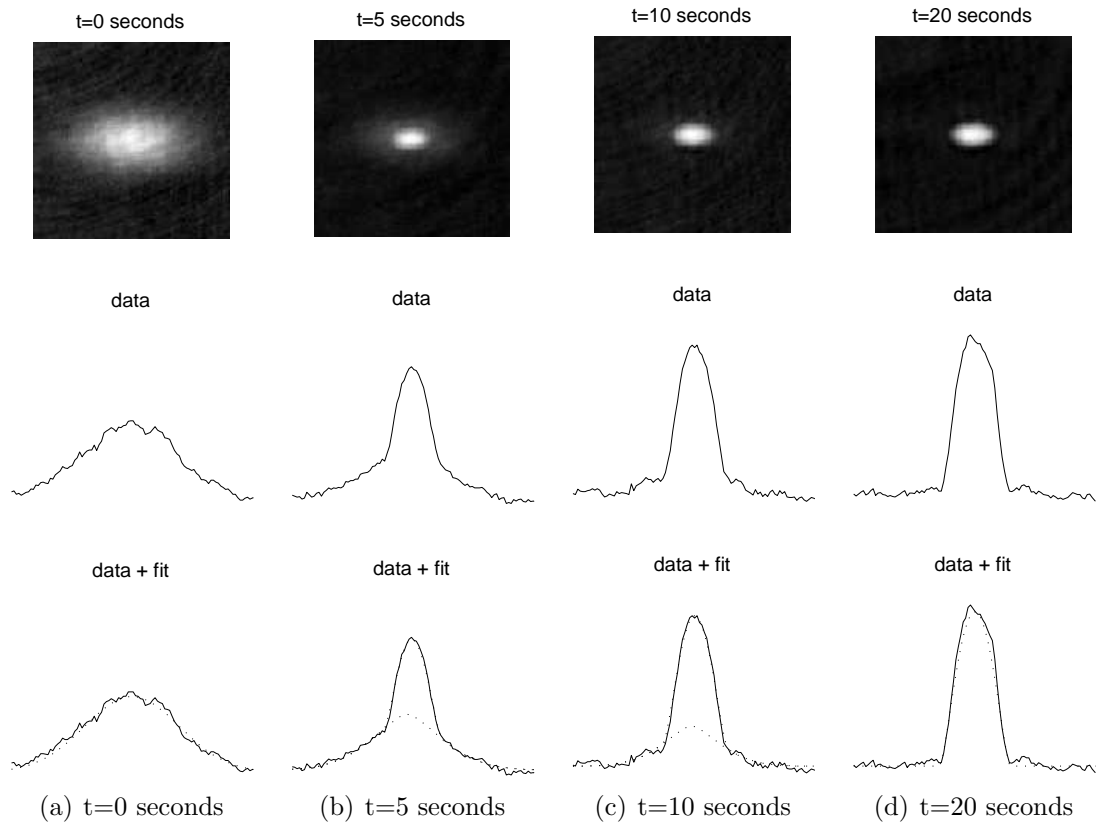 t=0 seconds
t=5 seconds
t=10 seconds
t=20 seconds
data
data
data
data
data + fit
data + fit
data + fit
data + fit
(a) t=0 seconds
(b) t=5 seconds
(c) t=10 seconds
(d) t=20 seconds